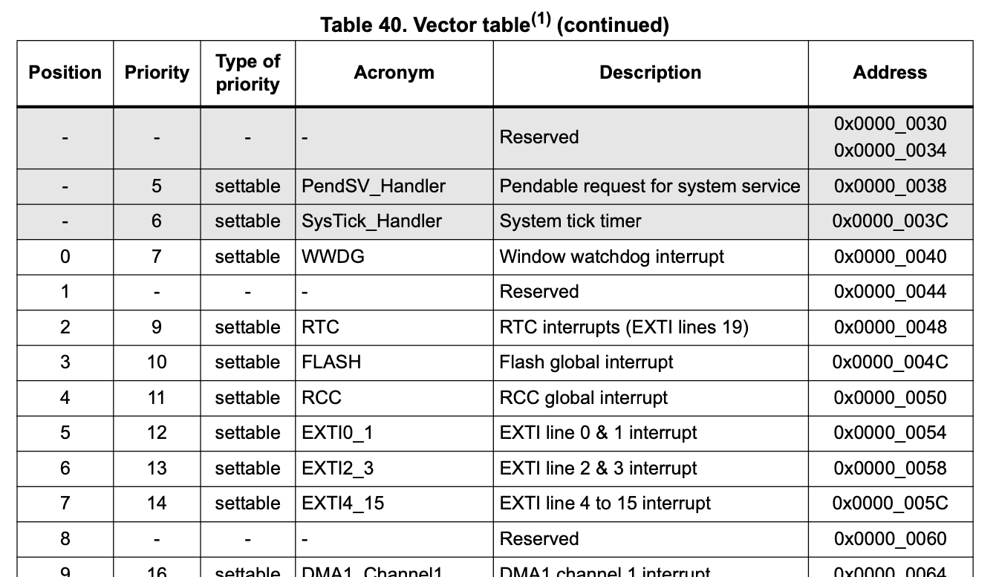 Table 40. Vector table(1) (continued)
Position Priority Type of priority Acronym Description Address
- - - - Reserved 0x0000_0030
0x0000_0034
- 5 settable PendSV_Handler Pendable request for system service 0x0000_0038
- 6 settable SysTick_Handler System tick timer 0x0000_003C
0 7 settable WWDG Window watchdog interrupt 0x0000_0040
1 - - - Reserved 0x0000_0044
2 9 settable RTC RTC interrupts (EXTI lines 19) 0x0000_0048
3 10 settable FLASH Flash global interrupt 0x0000_004C
4 11 settable RCC RCC global interrupt 0x0000_0050
5 12 settable EXTI0_1 EXTI line 0 & 1 interrupt 0x0000_0054
6 13 settable EXTI2_3 EXTI line 2 & 3 interrupt 0x0000_0058
7 14 settable EXTI4_15 EXTI line 4 to 15 interrupt 0x0000_005C
8 - - - Reserved 0x0000_0060
9 16 settable DMA1_Channel1 DMA1 channel 1 interrupt 0x0000_0064